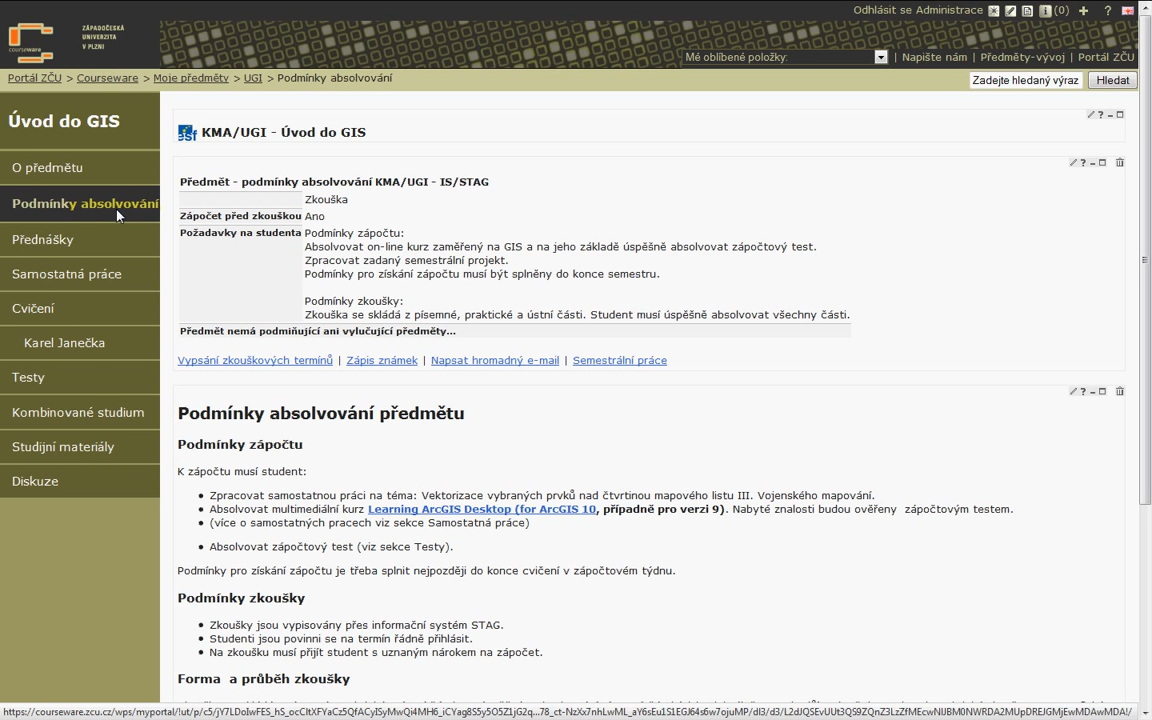 Odhlásit se Administrace (0) + ?
courseware
ZÁPADOČESKÁ
UNIVERZITA
V PLZNI
Mé oblíbené položky: | Napište nám | Předměty-vývoj | Portál ZČU
Portál ZČU > Courseware > Moje předměty > UGI > Podmínky absolvování
Zadejte hledaný výraz Hledat
Úvod do GIS
O předmětu
Podmínky absolvování
Přednášky
Samostatná práce
Cvičení
Karel Janečka
Testy
Kombinované studium
Studijní materiály
Diskuze
esf KMA/UGI - Úvod do GIS
Předmět - podmínky absolvování KMA/UGI - IS/STAG
Zkouška
Zápočet před zkouškou Ano
Požadavky na studenta Podmínky zápočtu:
Absolvovat on-line kurz zaměřený na GIS a na jeho základě úspěšně absolvovat zápočtový test.
Zpracovat zadaný semestrální projekt.
Podmínky pro získání zápočtu musí být splněny do konce semestru.
Podmínky zkoušky:
Zkouška se skládá z písemné, praktické a ústní části. Student musí úspěšně absolvovat všechny části.
Předmět nemá podmiňující ani vylučující předměty...
Vypsání zkouškových termínů | Zápis známek | Napsat hromadný e-mail | Semestrální práce
Podmínky absolvování předmětu
Podmínky zápočtu
K zápočtu musí student:
• Zpracovat samostatnou práci na téma: Vektorizace vybraných prvků nad čtvrtinou mapového listu III. Vojenského mapování.
• Absolvovat multimediální kurz Learning ArcGIS Desktop (for ArcGIS 10, případně pro verzi 9). Nabyté znalosti budou ověřeny zápočtovým testem.
• (více o samostatných pracech viz sekce Samostatná práce)
• Absolvovat zápočtový test (viz sekce Testy).
Podmínky pro získání zápočtu je třeba splnit nejpozději do konce cvičení v zápočtovém týdnu.
Podmínky zkoušky
• Zkoušky jsou vypisovány přes informační systém STAG.
• Studenti jsou povinni se na termín řádně přihlásit.
• Na zkoušku musí přijít student s uznaným nárokem na zápočet.
Forma a průběh zkoušky